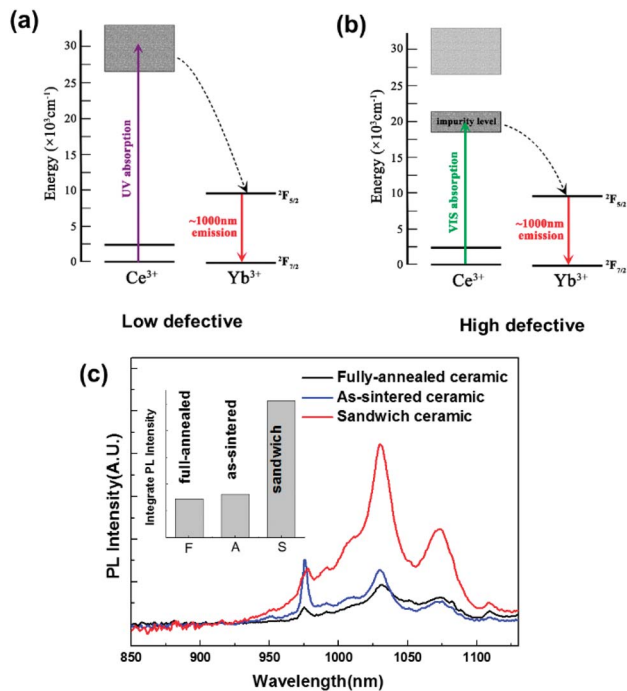 (a)
Energy (×10³cm⁻¹)
30
25
20
15
10
5
0
UV absorption
~1000nm
emission
²F₅/₂
²F₇/₂
Ce³⁺
Yb³⁺
Low defective
(b)
Energy (×10³cm⁻¹)
30
25
20
15
10
5
0
impurity level
VIS absorption
~1000nm
emission
²F₅/₂
²F₇/₂
Ce³⁺
Yb³⁺
High defective
(c)
PL Intensity(A.U.)
Fully-annealed ceramic
As-sintered ceramic
Sandwich ceramic
Integrate PL Intensity
full-annealed
as-sintered
sandwich
F A S
850 900 950 1000 1050 1100
Wavelength(nm)